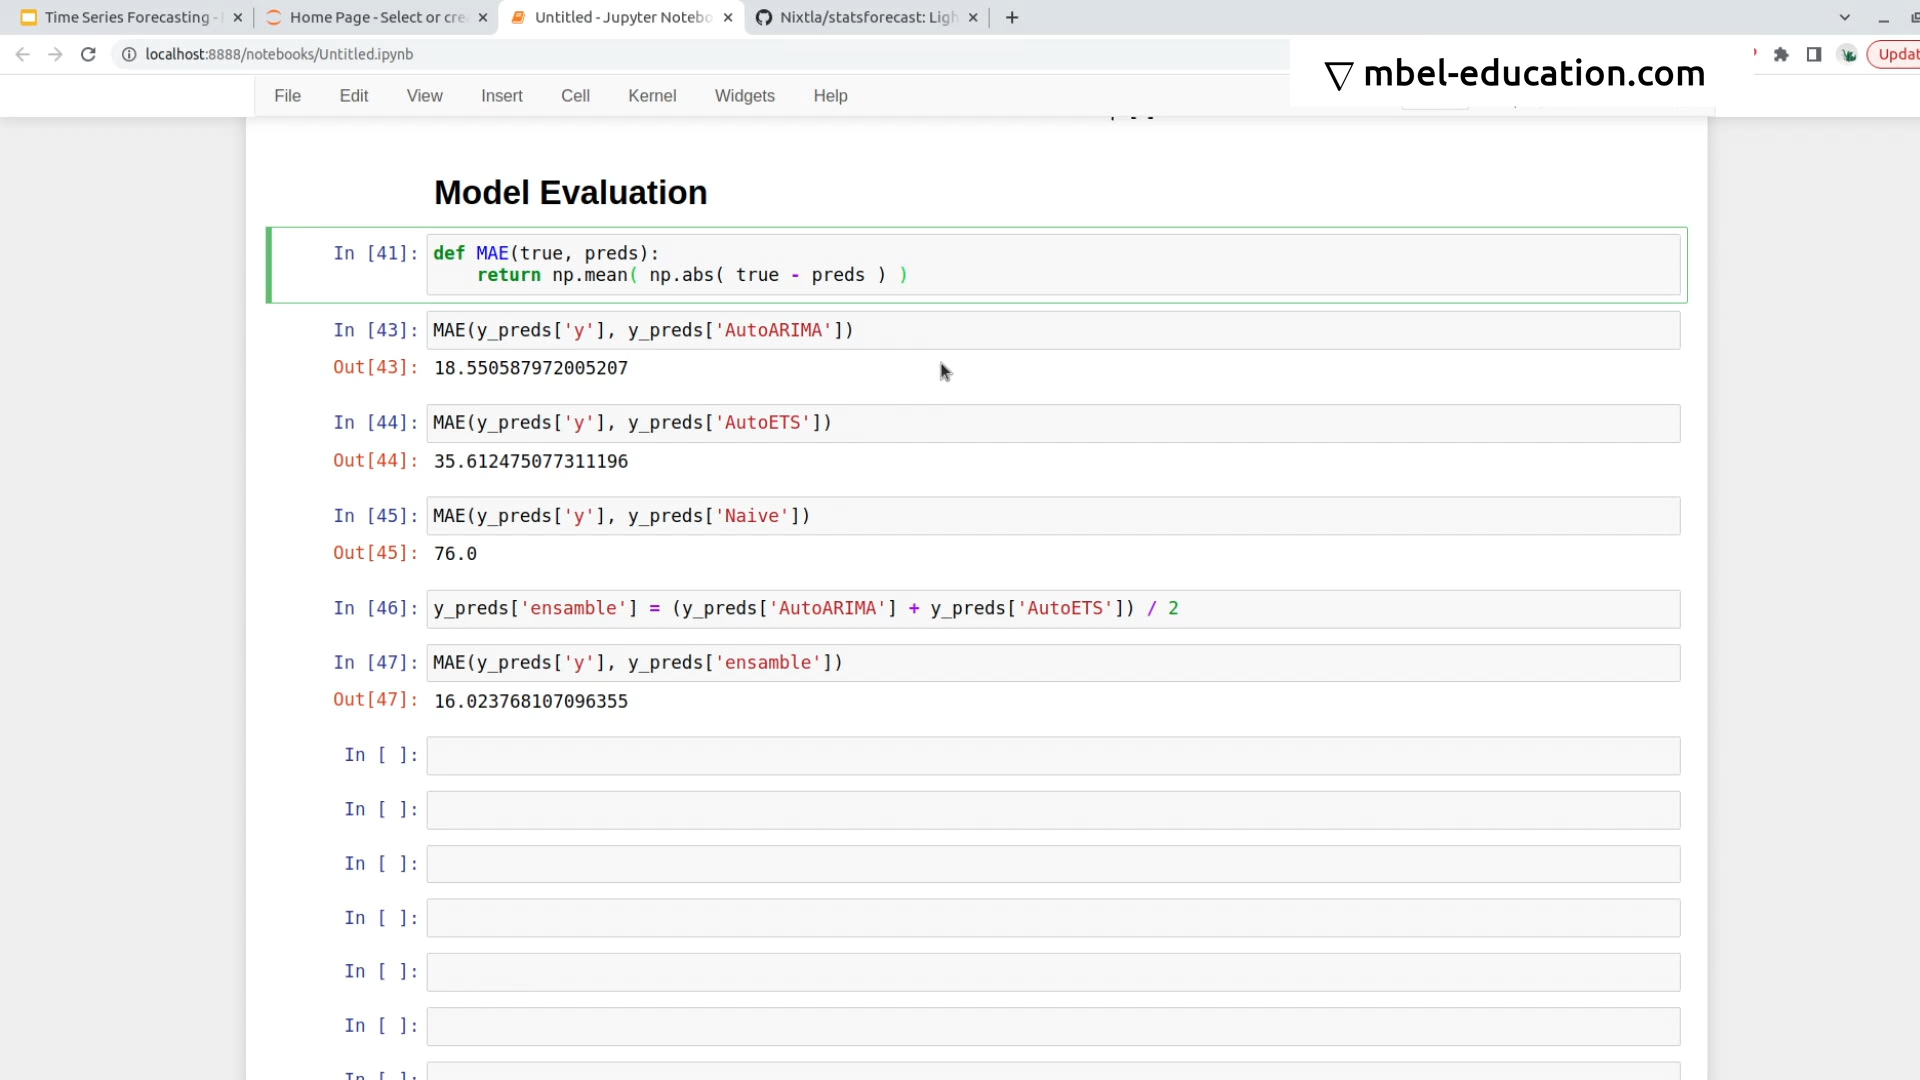 Time Series Forecasting -
Home Page - Select or cre
Untitled - Jupyter Notebo
Nixtla/statsforecast: Ligh
localhost:8888/notebooks/Untitled.ipynb
Updat
mbel-education.com
File Edit View Insert Cell Kernel Widgets Help
Model Evaluation
In [41]: def MAE(true, preds):
    return np.mean( np.abs( true - preds ) )
In [43]: MAE(y_preds['y'], y_preds['AutoARIMA'])
Out[43]: 18.550587972005207
In [44]: MAE(y_preds['y'], y_preds['AutoETS'])
Out[44]: 35.612475077311196
In [45]: MAE(y_preds['y'], y_preds['Naive'])
Out[45]: 76.0
In [46]: y_preds['ensamble'] = (y_preds['AutoARIMA'] + y_preds['AutoETS']) / 2
In [47]: MAE(y_preds['y'], y_preds['ensamble'])
Out[47]: 16.023768107096355
In [ ]:
In [ ]:
In [ ]:
In [ ]:
In [ ]:
In [ ]:
In [ ]: